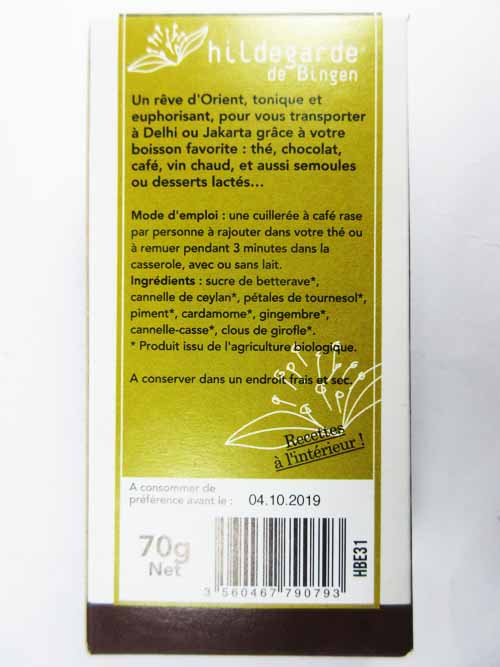 hildegarde
de Bingen
Un rêve d'Orient, tonique et
euphorisant, pour vous transporter
à Delhi ou Jakarta grâce à votre
boisson favorite : thé, chocolat,
café, vin chaud, et aussi semoules
ou desserts lactés...
Mode d'emploi : une cuillerée à café rase
par personne à rajouter dans votre thé ou
à remuer pendant 3 minutes dans la
casserole, avec ou sans lait.
Ingrédients : sucre de betterave*,
cannelle de ceylan*, pétales de tournesol*,
piment*, cardamome*, gingembre*,
cannelle-casse*, clous de girofle*.
* Produit issu de l'agriculture biologique.
A conserver dans un endroit frais et sec.
Recettes
à l'intérieur !
A consommer de
préférence avant le : 04.10.2019
70g
Net
HBE31
3 560467 790793